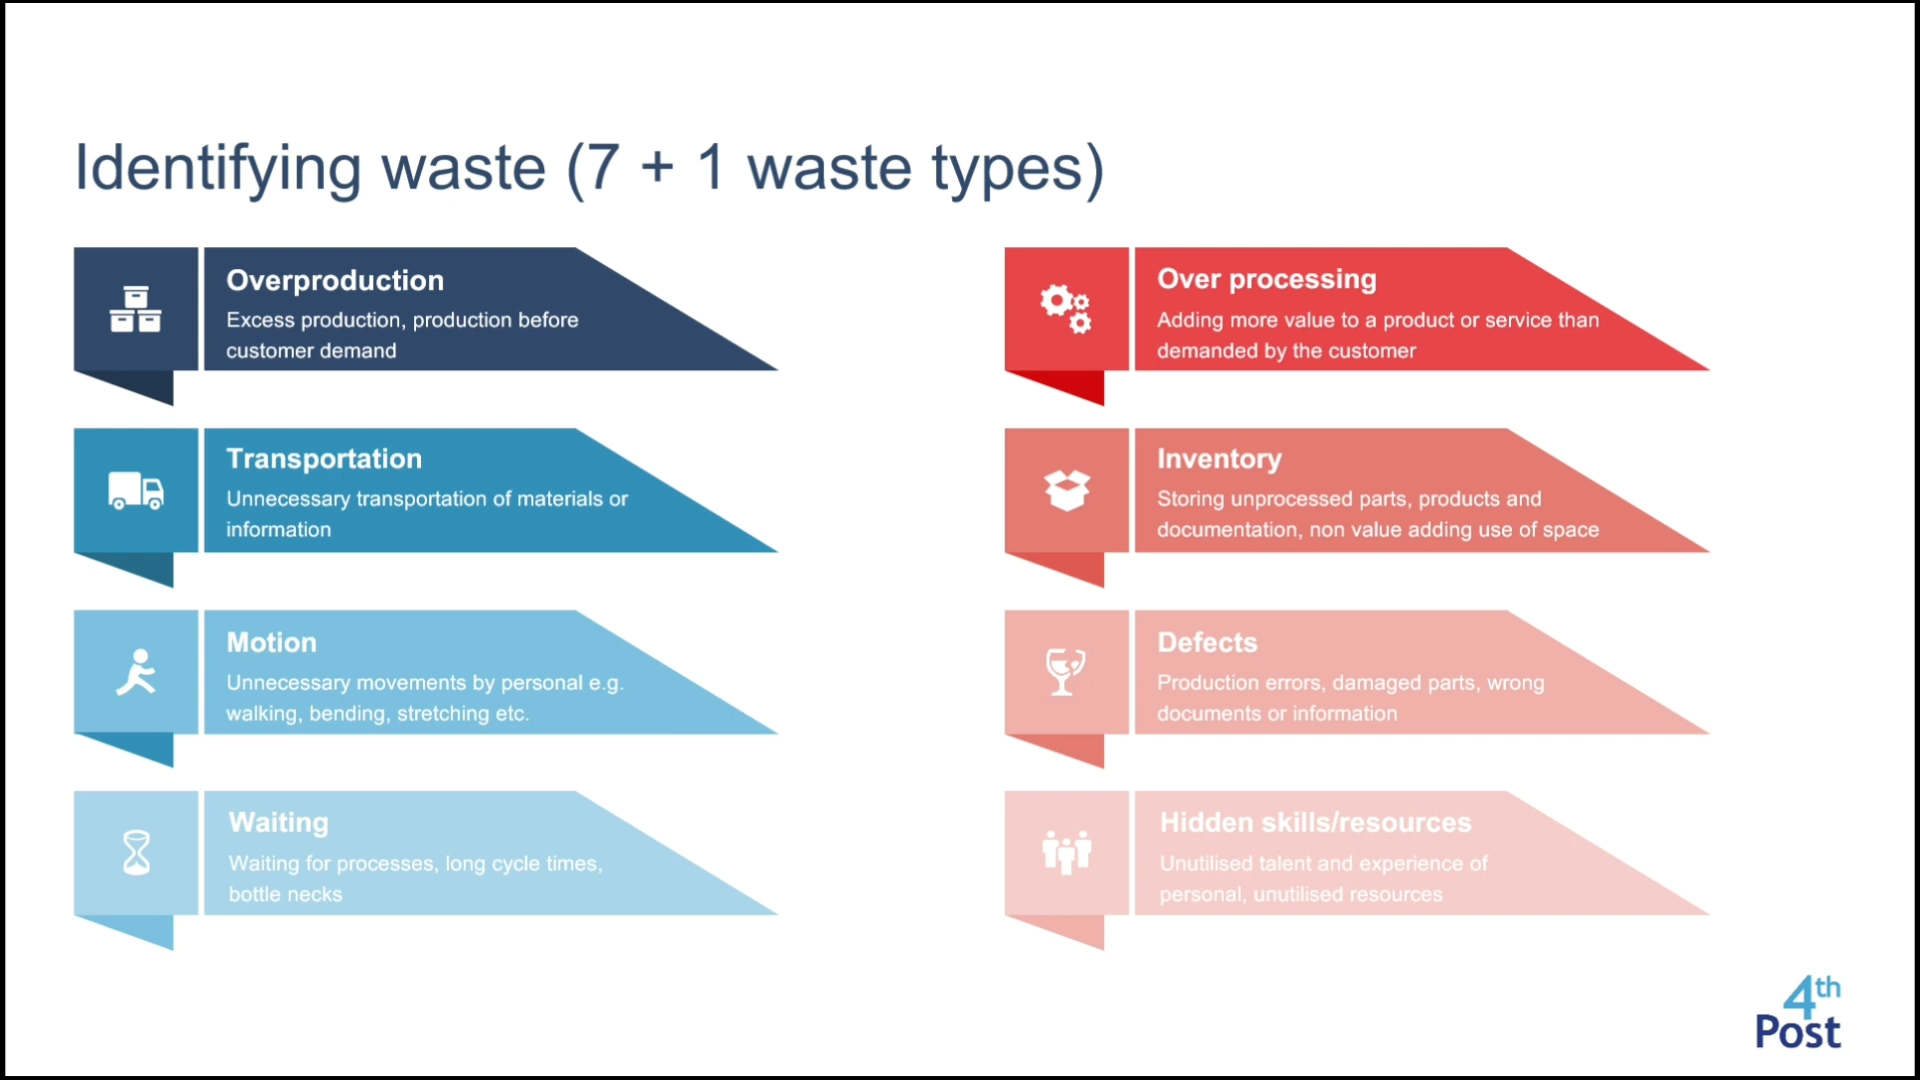 Identifying waste (7 + 1 waste types)
Overproduction
Excess production, production before
customer demand
Transportation
Unnecessary transportation of materials or
information
Motion
Unnecessary movements by personal e.g.
walking, bending, stretching etc.
Waiting
Waiting for processes, long cycle times,
bottle necks
Over processing
Adding more value to a product or service than
demanded by the customer
Inventory
Storing unprocessed parts, products and
documentation, non value adding use of space
Defects
Production errors, damaged parts, wrong
documents or information
Hidden skills/resources
Unutilised talent and experience of
personal, unutilised resources
4th
Post